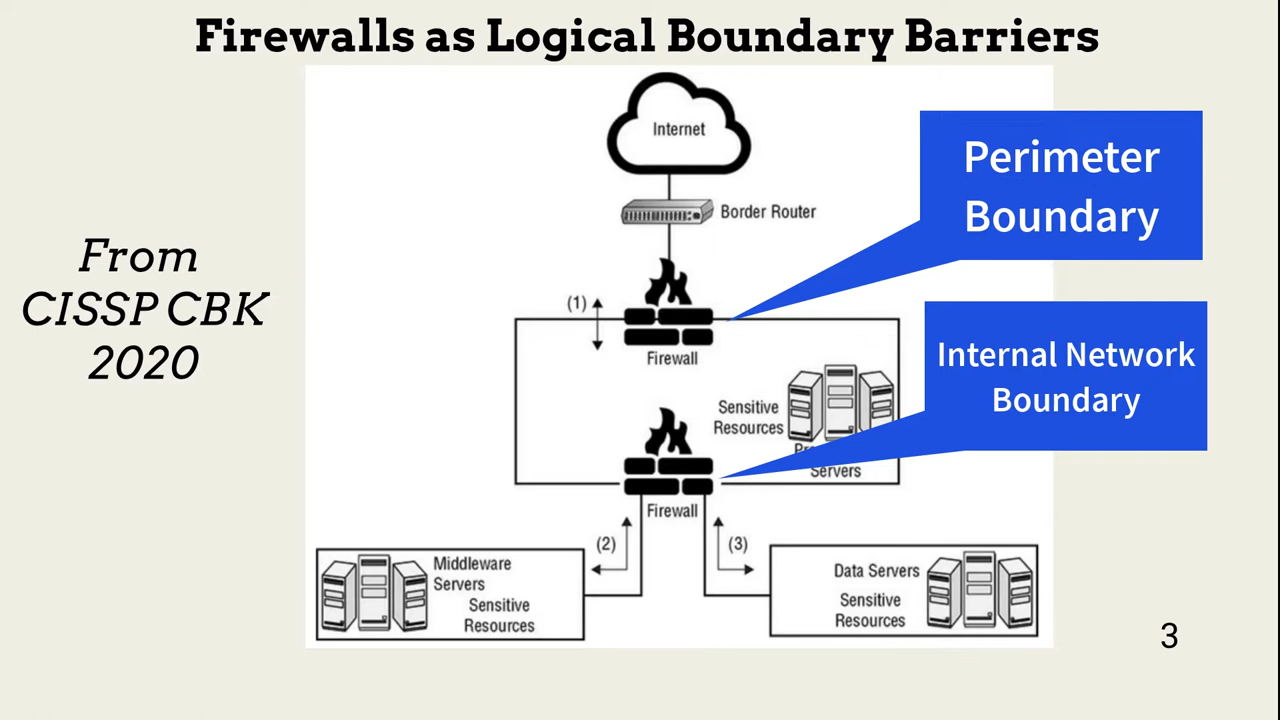 Firewalls as Logical Boundary Barriers
From
CISSP CBK
2020
Internet
Border Router
Perimeter
Boundary
(1)
Firewall
Internal Network
Boundary
Sensitive
Resources
Servers
Firewall
(2)
(3)
Middleware
Servers
Sensitive
Resources
Data Servers
Sensitive
Resources
3